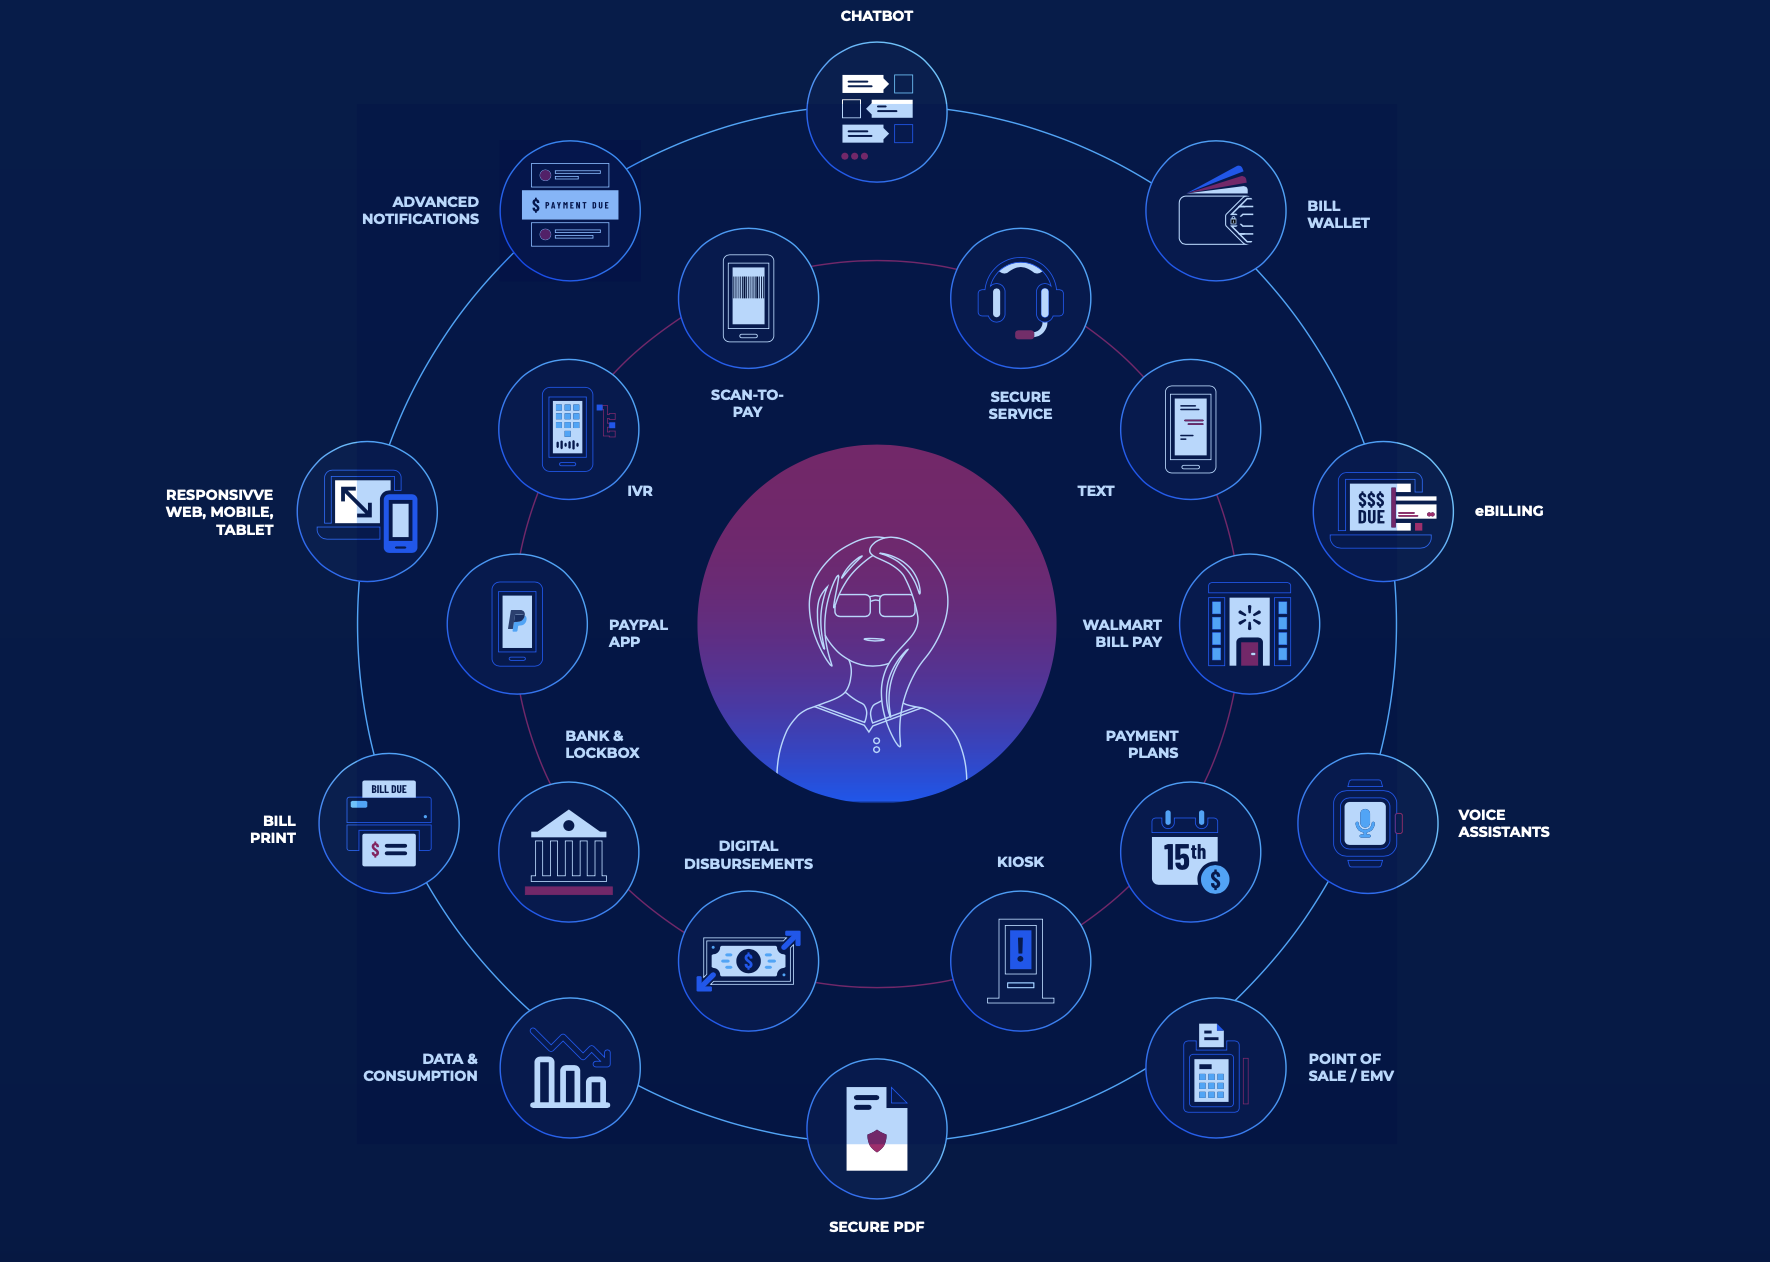 CHATBOT
ADVANCED
NOTIFICATIONS
$ PAYMENT DUE
BILL
WALLET
SCAN-TO-
PAY
SECURE
SERVICE
IVR
TEXT
RESPONSIVVE
WEB, MOBILE,
TABLET
$$$
DUE
eBILLING
PAYPAL
APP
WALMART
BILL PAY
BANK &
LOCKBOX
PAYMENT
PLANS
BILL DUE
$
BILL
PRINT
15th
$
VOICE
ASSISTANTS
DIGITAL
DISBURSEMENTS
KIOSK
$
!
DATA &
CONSUMPTION
POINT OF
SALE / EMV
SECURE PDF